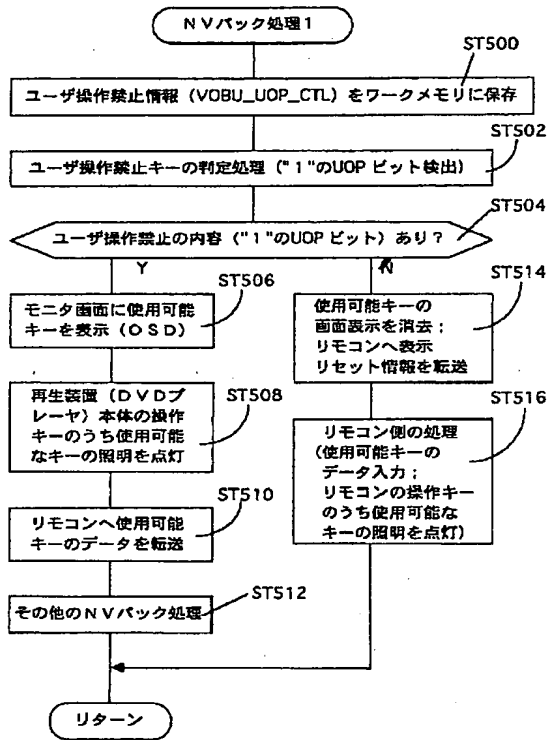 NVパック処理1
ST500
ユーザ操作禁止情報（VOBU_UOP_CTL）をワークメモリに保存
ST502
ユーザ操作禁止キーの判定処理（"1"のUOP ビット検出）
ST504
ユーザ操作禁止の内容（"1"のUOP ビット）あり？
Y
N
ST506
モニタ画面に使用可能
キーを表示（OSD）
ST508
再生装置（DVDプ
レーヤ）本体の操作
キーのうち使用可能
なキーの照明を点灯
ST510
リモコンへ使用可能
キーのデータを転送
ST512
その他のNVパック処理
ST514
使用可能キーの
画面表示を消去；
リモコンへ表示
リセット情報を転送
ST516
リモコン側の処理
（使用可能キーの
データ入力；
リモコンの操作キー
のうち使用可能な
キーの照明を点灯）
リターン